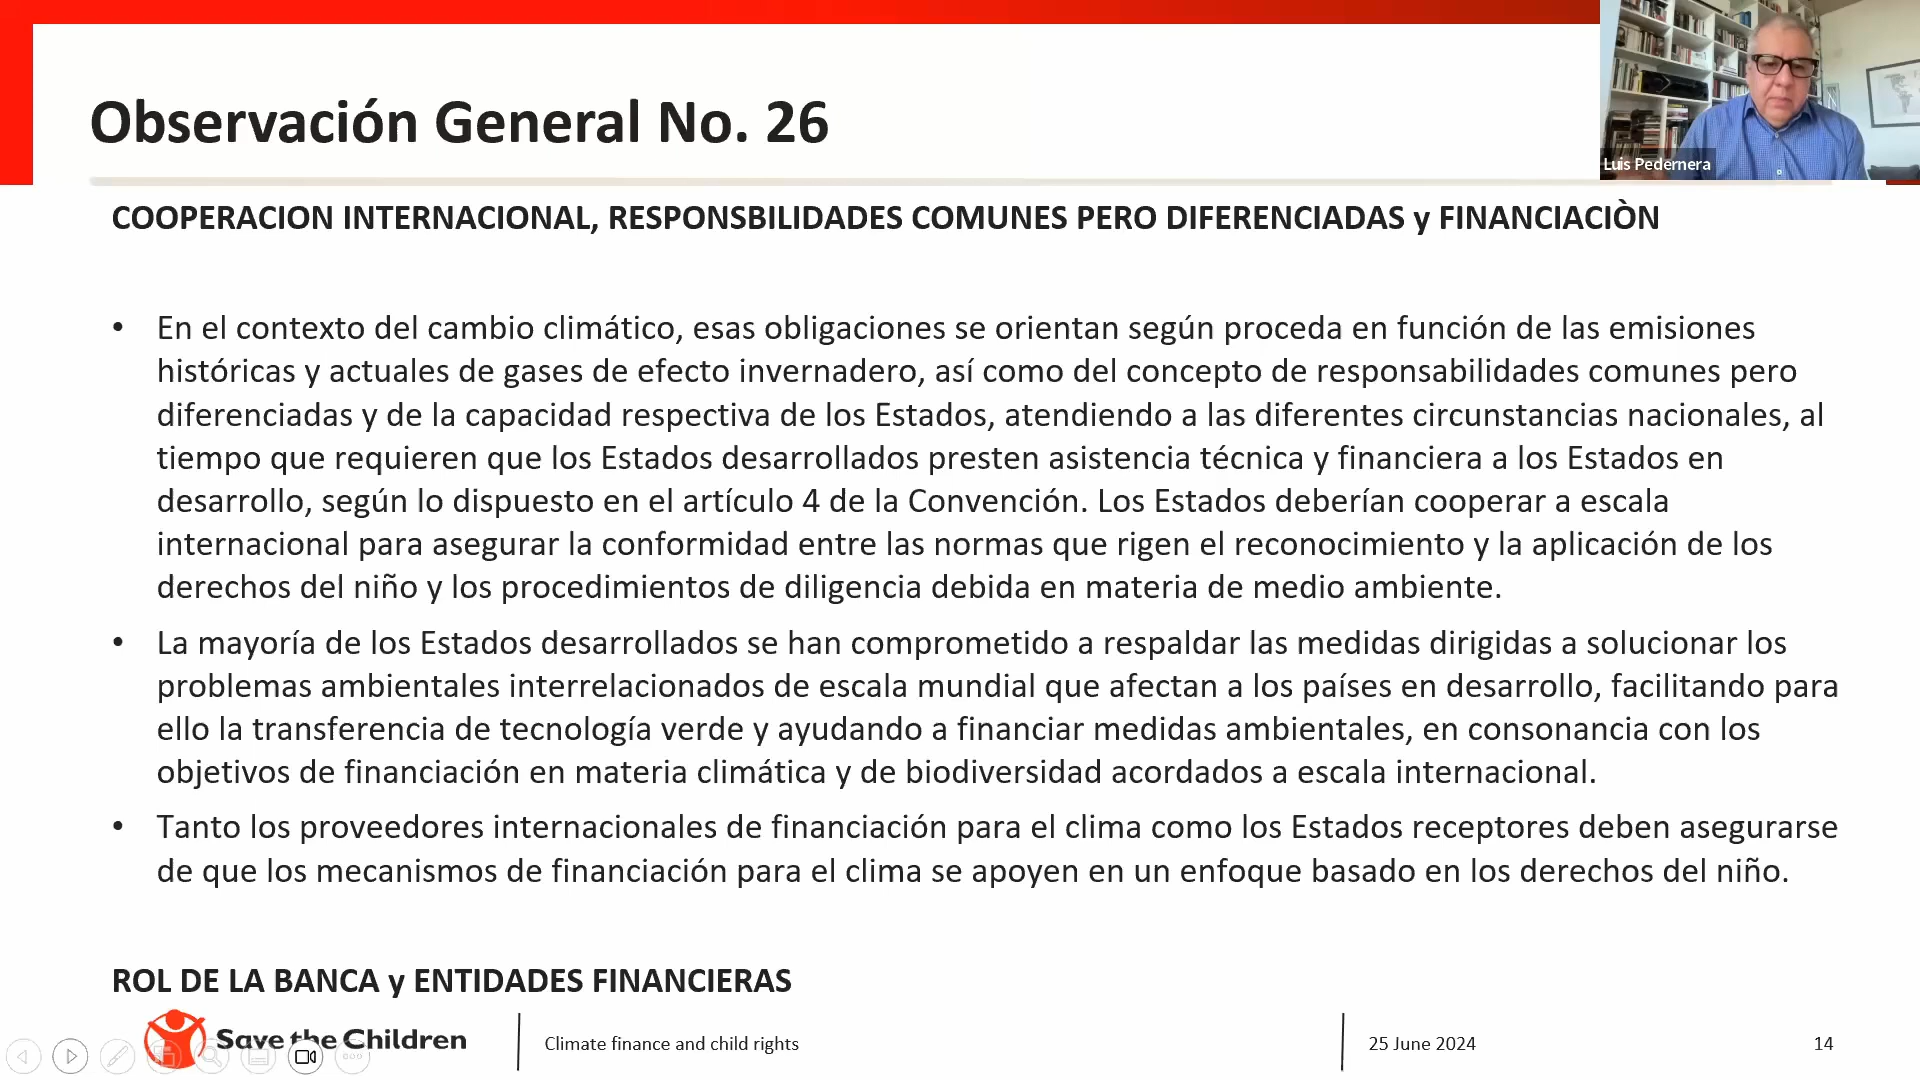 Observación General No. 26
Luis Pedernera
COOPERACION INTERNACIONAL, RESPONSBILIDADES COMUNES PERO DIFERENCIADAS y FINANCIACIÒN
• En el contexto del cambio climático, esas obligaciones se orientan según proceda en función de las emisiones
históricas y actuales de gases de efecto invernadero, así como del concepto de responsabilidades comunes pero
diferenciadas y de la capacidad respectiva de los Estados, atendiendo a las diferentes circunstancias nacionales, al
tiempo que requieren que los Estados desarrollados presten asistencia técnica y financiera a los Estados en
desarrollo, según lo dispuesto en el artículo 4 de la Convención. Los Estados deberían cooperar a escala
internacional para asegurar la conformidad entre las normas que rigen el reconocimiento y la aplicación de los
derechos del niño y los procedimientos de diligencia debida en materia de medio ambiente.
• La mayoría de los Estados desarrollados se han comprometido a respaldar las medidas dirigidas a solucionar los
problemas ambientales interrelacionados de escala mundial que afectan a los países en desarrollo, facilitando para
ello la transferencia de tecnología verde y ayudando a financiar medidas ambientales, en consonancia con los
objetivos de financiación en materia climática y de biodiversidad acordados a escala internacional.
• Tanto los proveedores internacionales de financiación para el clima como los Estados receptores deben asegurarse
de que los mecanismos de financiación para el clima se apoyen en un enfoque basado en los derechos del niño.
ROL DE LA BANCA y ENTIDADES FINANCIERAS
Save the Children
Climate finance and child rights
25 June 2024
14